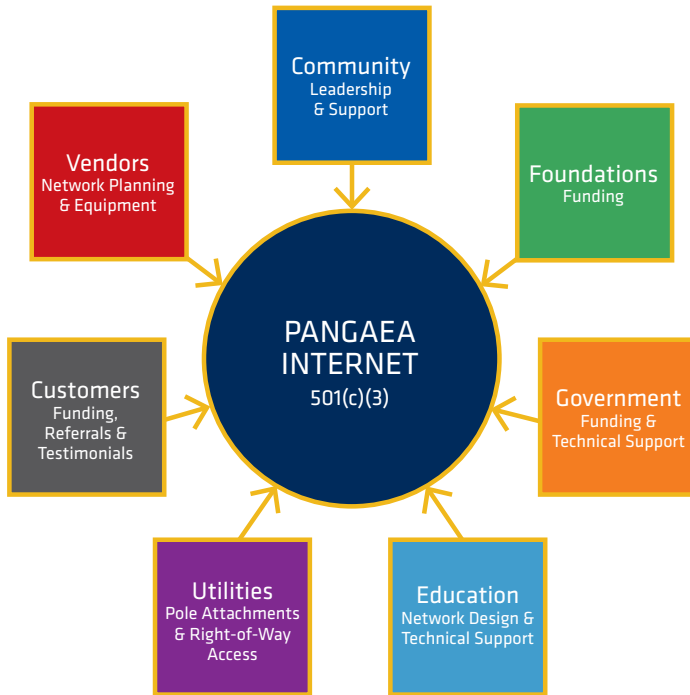 Community
Leadership
& Support
Vendors
Network Planning
& Equipment
Foundations
Funding
PANGAEA
INTERNET
501(c)(3)
Customers
Funding,
Referrals &
Testimonials
Government
Funding &
Technical Support
Utilities
Pole Attachments
& Right-of-Way
Access
Education
Network Design &
Technical Support